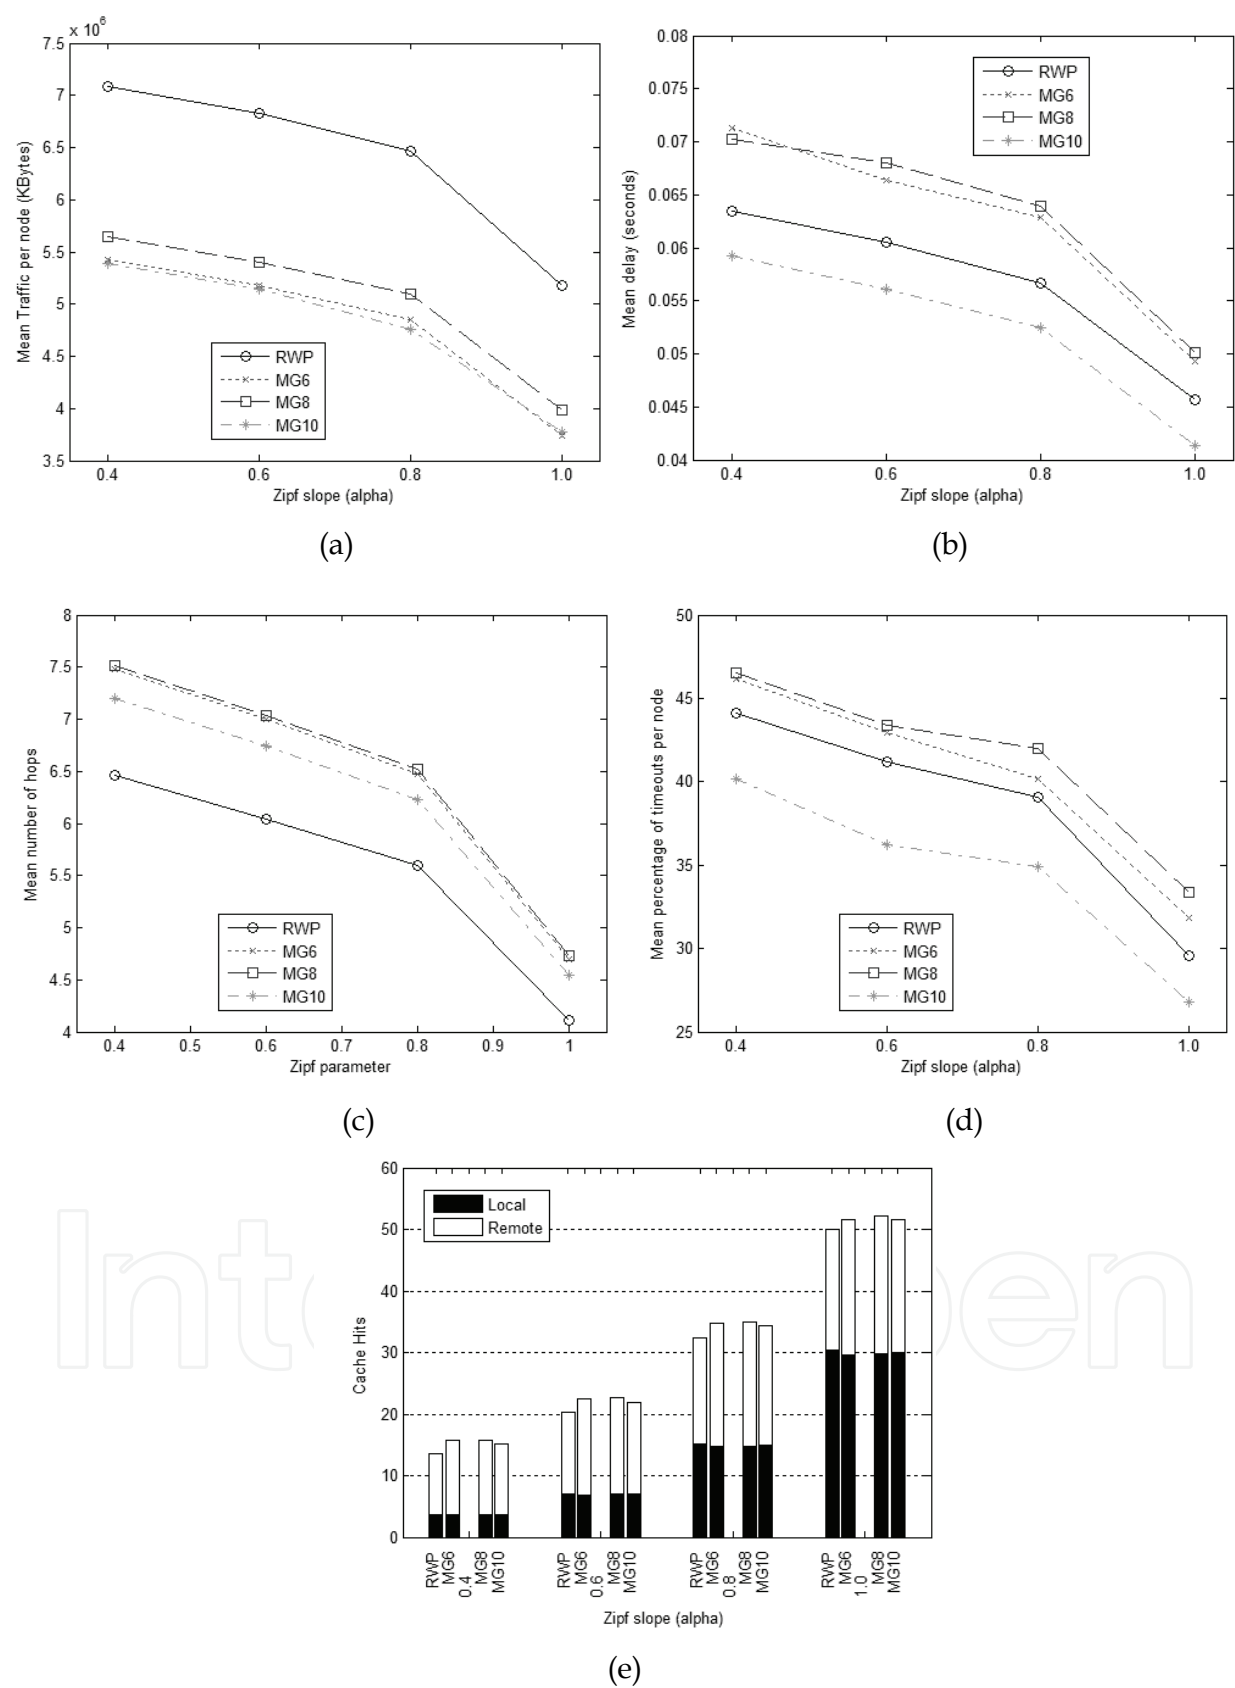 x 10^6
7.5
7
6.5
6
5.5
5
4.5
4
3.5
Mean Traffic per node (KBytes)
RWP
MG6
MG8
MG10
0.4 0.6 0.8 1.0
Zipf slope (alpha)
(a)
0.08
0.075
0.07
0.065
0.06
0.055
0.05
0.045
0.04
Mean delay (seconds)
RWP
MG6
MG8
MG10
0.4 0.6 0.8 1.0
Zipf slope (alpha)
(b)
8
7.5
7
6.5
6
5.5
5
4.5
4
Mean number of hops
RWP
MG6
MG8
MG10
0.4 0.5 0.6 0.7 0.8 0.9 1
Zipf parameter
(c)
50
45
40
35
30
25
Mean percentage of timeouts per node
RWP
MG6
MG8
MG10
0.4 0.6 0.8 1.0
Zipf slope (alpha)
(d)
60
50
40
30
20
10
0
Cache Hits
Local
Remote
RWP MG6 0.4 MG8 MG10 RWP MG6 0.6 MG8 MG10 RWP MG6 0.8 MG8 MG10 RWP MG6 1.0 MG8 MG10
Zipf slope (alpha)
(e)